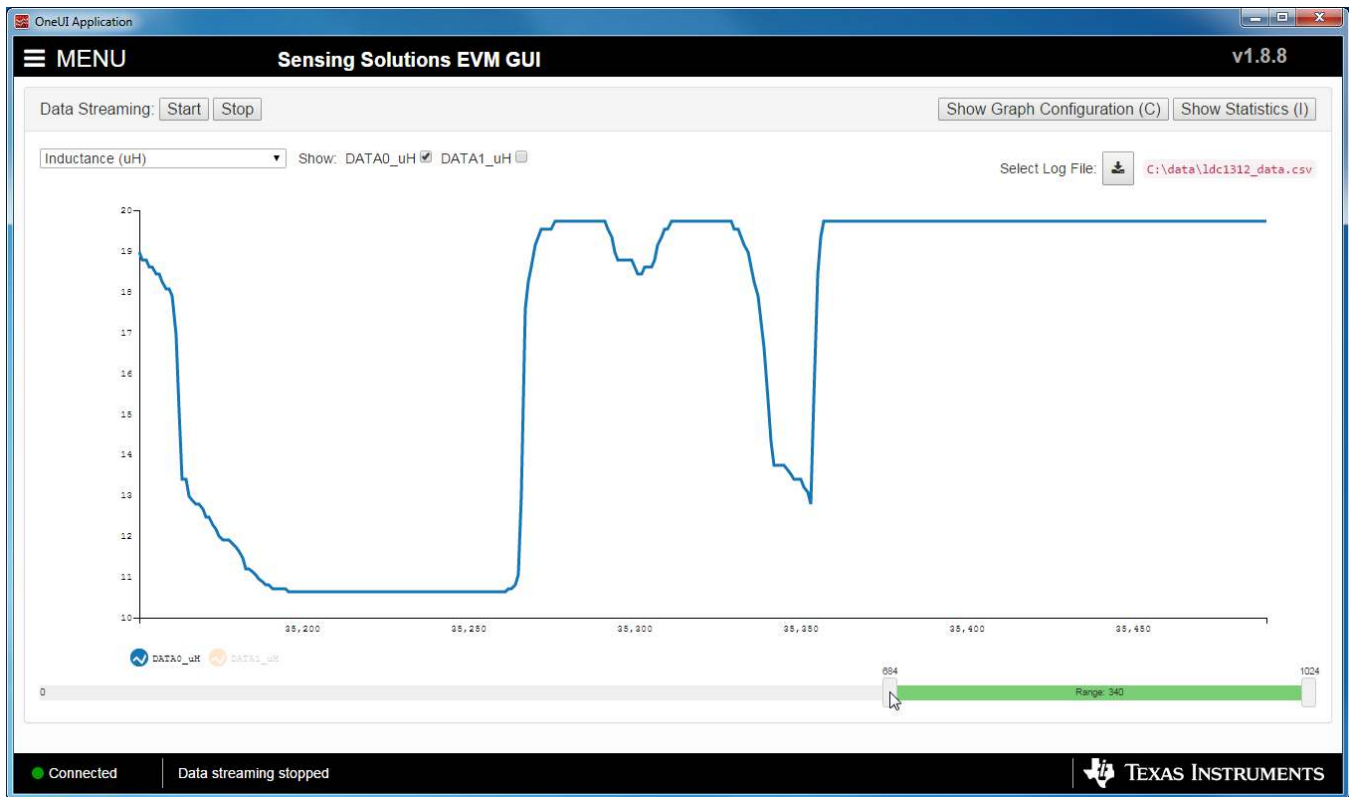 OneUI Application
MENU Sensing Solutions EVM GUI v1.8.8
Data Streaming: Start Stop Show Graph Configuration (C) Show Statistics (I)
Inductance (uH) Show: DATA0_uH DATA1_uH
Select Log File: C:\data\ldc1312_data.csv
20
19
18
17
16
15
14
13
12
11
10
35,200 35,250 35,300 35,350 35,400 35,450
DATA0_uH DATA1_uH
684 1024
0 Range: 340
Connected Data streaming stopped TEXAS INSTRUMENTS